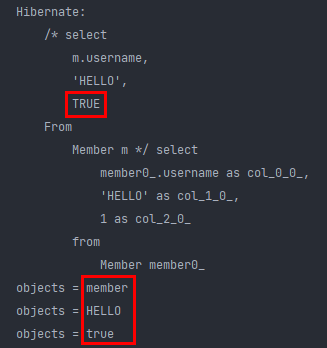 Hibernate:
/* select
m.username,
'HELLO',
TRUE
From
Member m */ select
member0_.username as col_0_0_,
'HELLO' as col_1_0_,
1 as col_2_0_
from
Member member0_
objects = member
objects = HELLO
objects = true